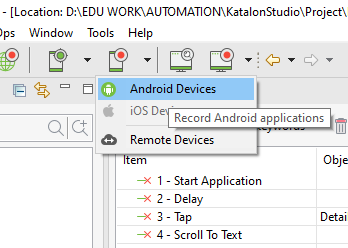 - [Location: D:\EDU WORK\AUTOMATION\KatalonStudio\Project\
Ops Window Tools Help
Android Devices
iOS Devi
Record Android applications
Remote Devices
Item Obje
1 - Start Application
2 - Delay
3 - Tap Detai
4 - Scroll To Text